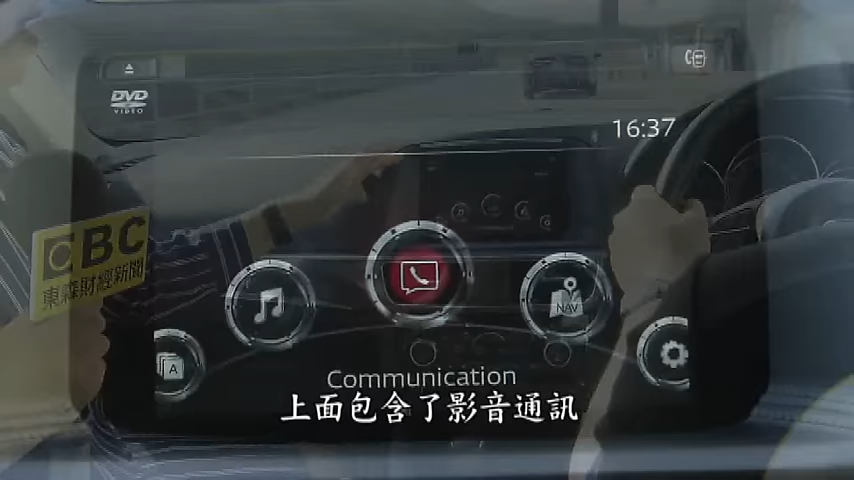 DVD
VIDEO
16:37
CBC
東森財經新聞
NAV
A
Communication
上面包含了影音通訊